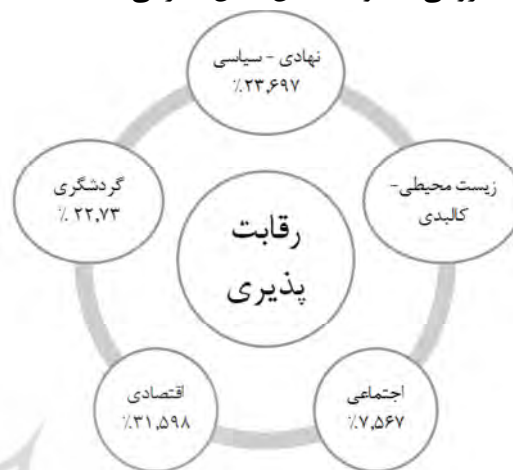 نهادی - سیاسی
٪۲۳,۶۹۷
زیست محیطی-
کالبدی
گردشگری
٪ ۲۲,۷۳
رقابت
پذیری
اقتصادی
٪۳۱,۵۹۸
اجتماعی
٪۷,۵۶۷